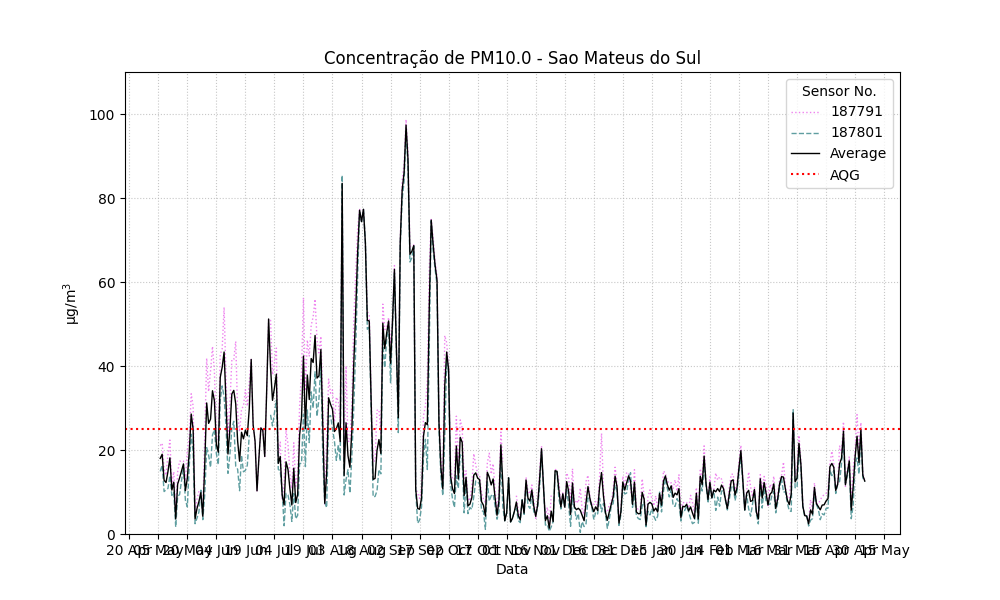 Concentração de PM10.0 - Sao Mateus do Sul
Sensor No.
187791
187801
Average
AQG
µg/m³
100
80
60
40
20
0
20 Apr 05 May 20 May 04 Jun 19 Jun 04 Jul 19 Jul 03 Aug 18 Aug 02 Sep 17 Sep 02 Oct 17 Oct 01 Nov 16 Nov 01 Dec 16 Dec 31 Dec 15 Jan 30 Jan 14 Feb 01 Mar 16 Mar 31 Mar 15 Apr 30 Apr 15 May
Data